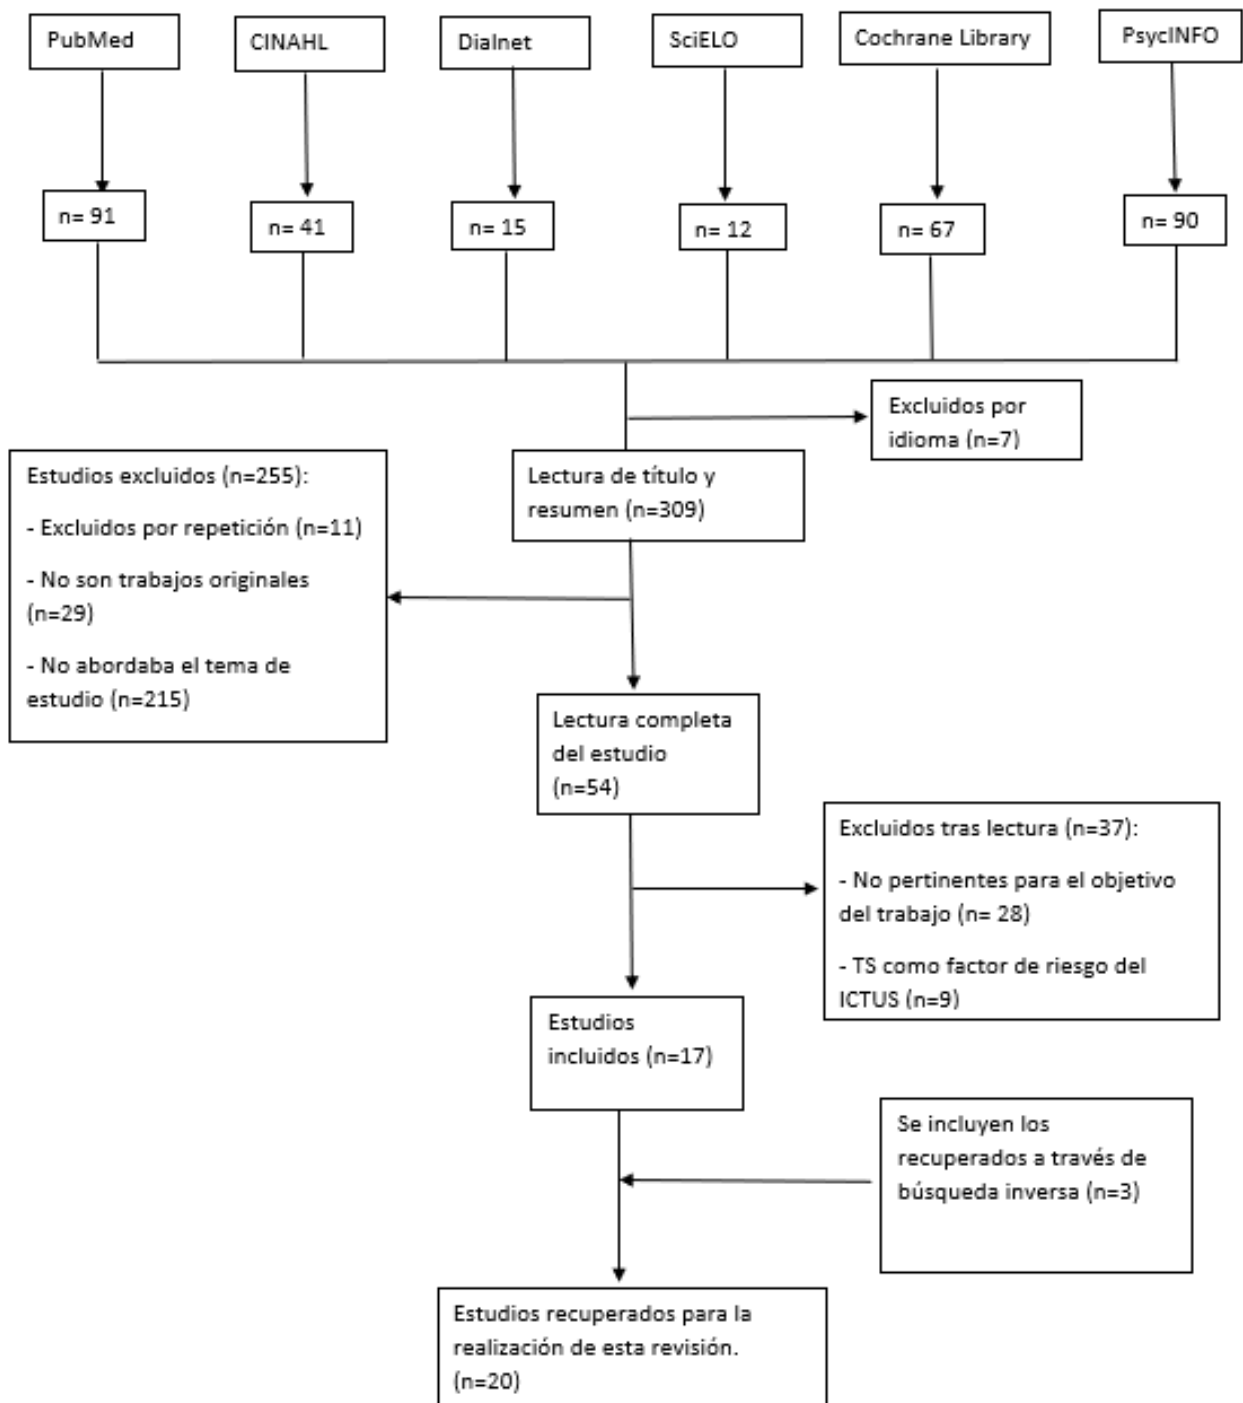 PubMed
CINAHL
Dialnet
SciELO
Cochrane Library
PsycINFO
n= 91
n= 41
n= 15
n= 12
n= 67
n= 90
Excluidos por
idioma (n=7)
Lectura de título y
resumen (n=309)
Estudios excluidos (n=255):
- Excluidos por repetición (n=11)
- No son trabajos originales
(n=29)
- No abordaba el tema de
estudio (n=215)
Lectura completa
del estudio
(n=54)
Excluidos tras lectura (n=37):
- No pertinentes para el objetivo
del trabajo (n= 28)
- TS como factor de riesgo del
ICTUS (n=9)
Estudios
incluidos (n=17)
Se incluyen los
recuperados a través de
búsqueda inversa (n=3)
Estudios recuperados para la
realización de esta revisión.
(n=20)